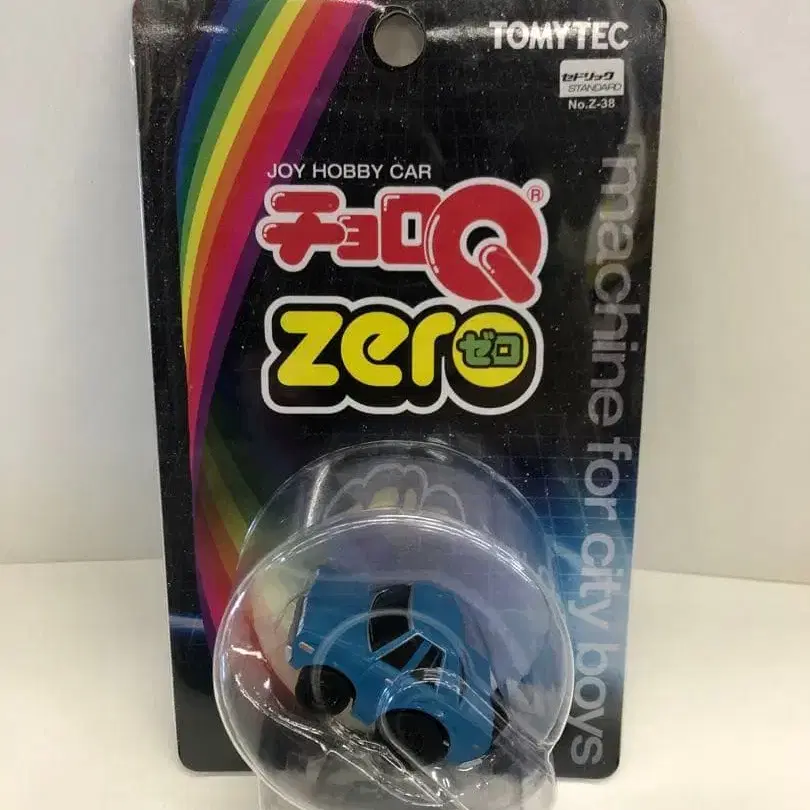 TOMYTEC
セドリック
STANDARD
No.Z-38
JOY HOBBY CAR
チョロQ®
zero
ゼロ
machine for city boys